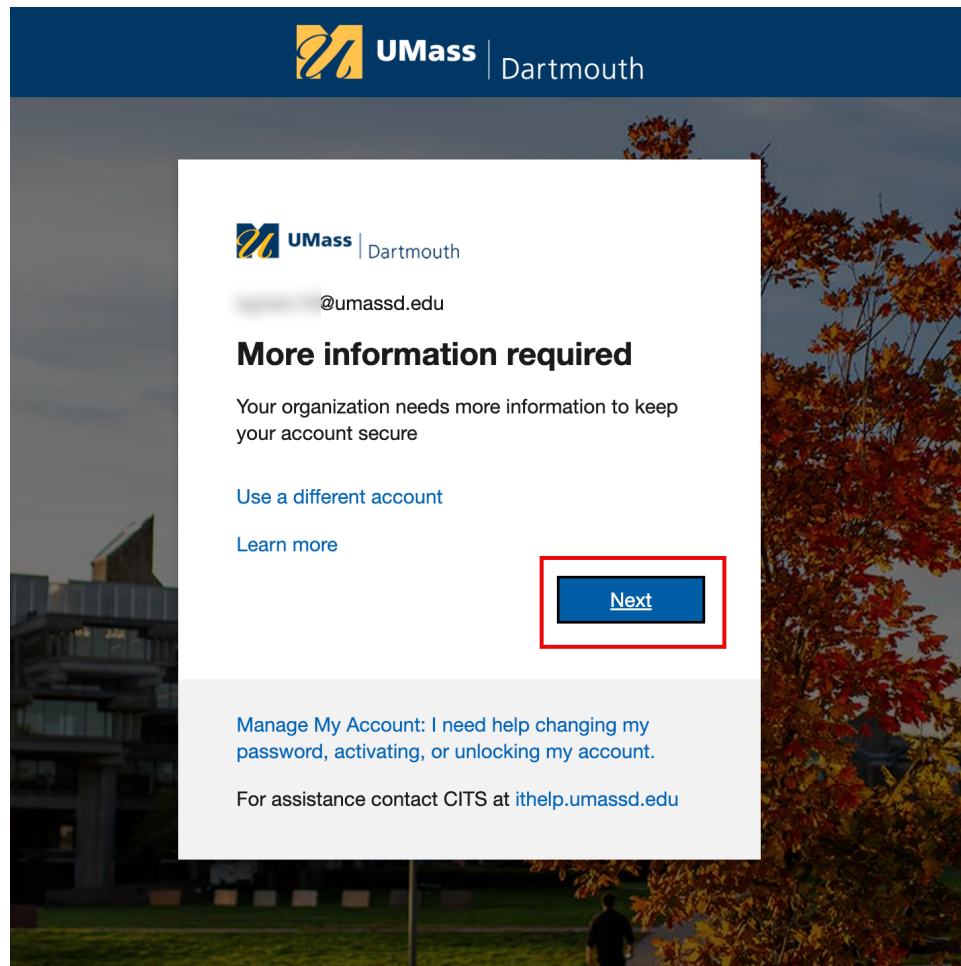 UMass Dartmouth
UMass Dartmouth
@umassd.edu
More information required
Your organization needs more information to keep
your account secure
Use a different account
Learn more
Next
Manage My Account: I need help changing my
password, activating, or unlocking my account.
For assistance contact CITS at ithelp.umassd.edu